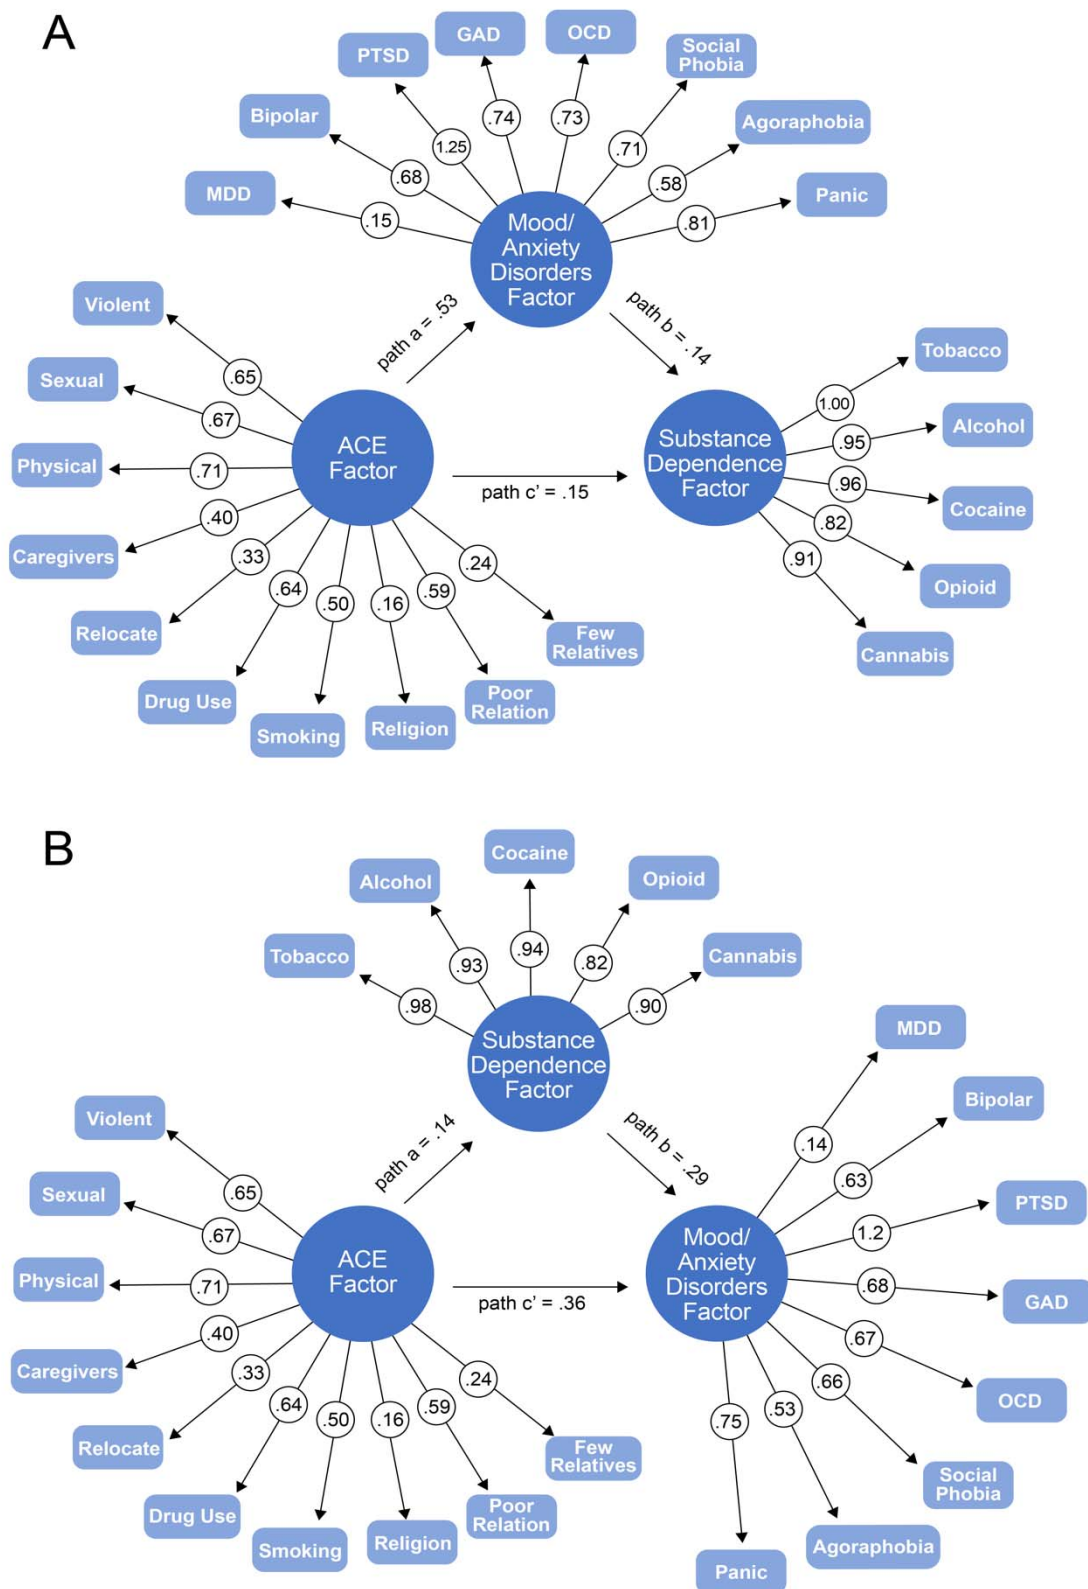 A
PTSD
GAD
OCD
Social
Phobia
Bipolar
Agoraphobia
MDD
Panic
1.25
.74
.73
.71
.68
.58
.15
.81
Mood/
Anxiety
Disorders
Factor
path a = .53
path b = .14
Violent
Sexual
Physical
Caregivers
Relocate
Drug Use
Smoking
Religion
Poor
Relation
Few
Relatives
.65
.67
.71
.40
.33
.64
.50
.16
.59
.24
ACE
Factor
path c' = .15
Substance
Dependence
Factor
1.00
.95
.96
.82
.91
Tobacco
Alcohol
Cocaine
Opioid
Cannabis
B
Cocaine
Alcohol
Opioid
Tobacco
Cannabis
.98
.93
.94
.82
.90
Substance
Dependence
Factor
path a = .14
path b = .29
Violent
Sexual
Physical
Caregivers
Relocate
Drug Use
Smoking
Religion
Poor
Relation
Few
Relatives
.65
.67
.71
.40
.33
.64
.50
.16
.59
.24
ACE
Factor
path c' = .36
Mood/
Anxiety
Disorders
Factor
.14
.63
1.2
.68
.67
.66
.53
.75
MDD
Bipolar
PTSD
GAD
OCD
Social
Phobia
Agoraphobia
Panic